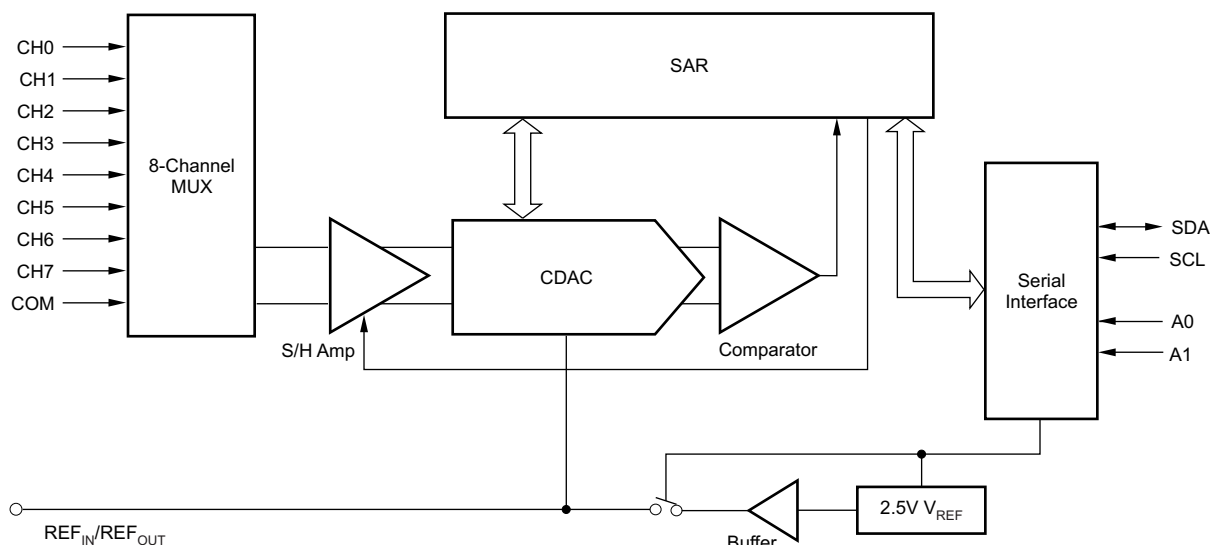 CH0
CH1
CH2
CH3
CH4
CH5
CH6
CH7
COM
8-Channel
MUX
SAR
S/H Amp
CDAC
Comparator
Serial
Interface
SDA
SCL
A0
A1
REFIN/REFOUT
Buffer
2.5V VREF